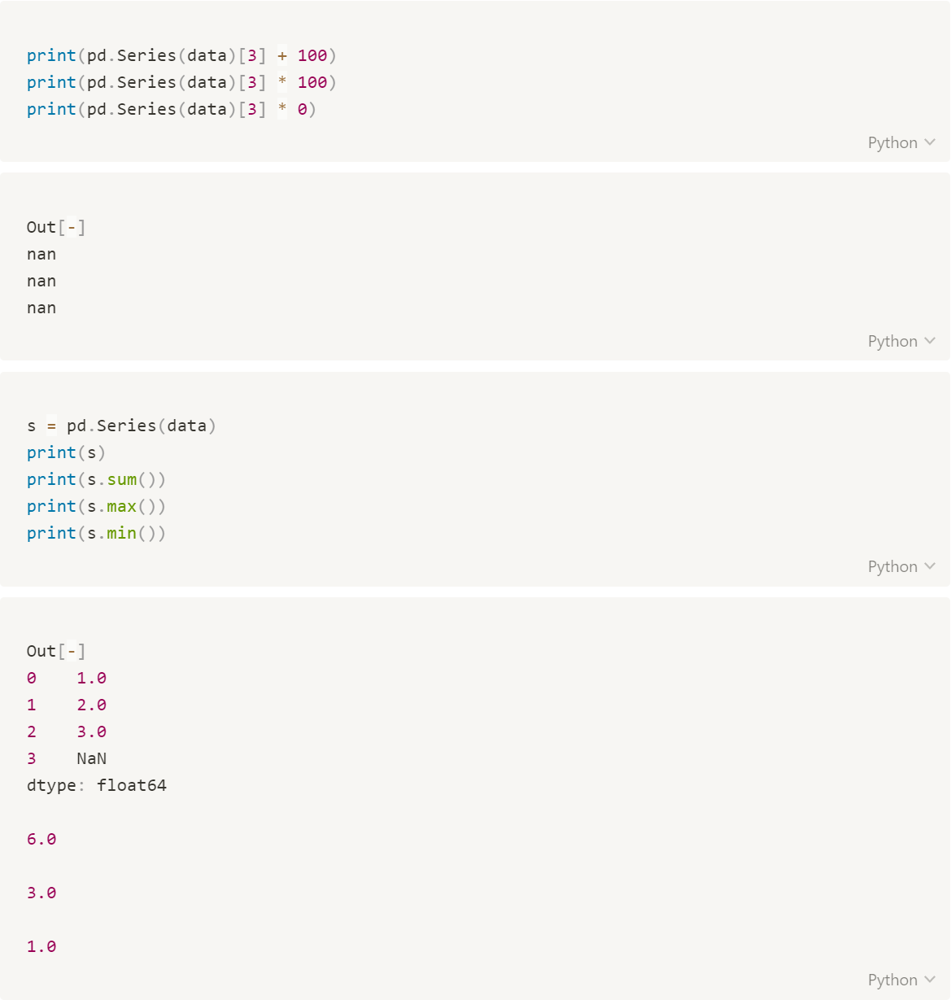 print(pd.Series(data)[3] + 100)
print(pd.Series(data)[3] * 100)
print(pd.Series(data)[3] * 0)
Python
Out[-]
nan
nan
nan
Python
s = pd.Series(data)
print(s)
print(s.sum())
print(s.max())
print(s.min())
Python
Out[-]
0    1.0
1    2.0
2    3.0
3    NaN
dtype: float64
6.0
3.0
1.0
Python